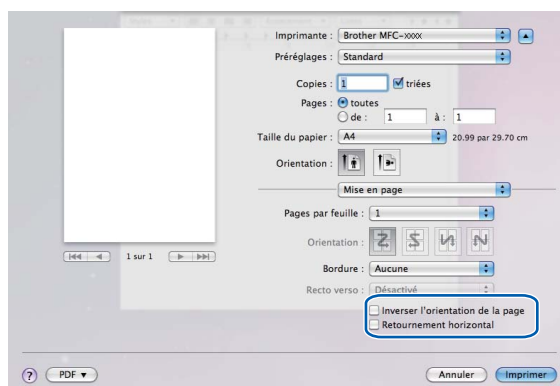 Imprimante : Brother MFC-xxxx
Préréglages : Standard
Copies : 1 triées
Pages : toutes
de : 1 à : 1
Taille du papier : A4 20.99 par 29.70 cm
Orientation :
Mise en page
Pages par feuille : 1
Orientation :
1 sur 1
Bordure : Aucune
Recto verso : Désactivé
Inverser l'orientation de la page
Retournement horizontal
? PDF ▼ Annuler Imprimer